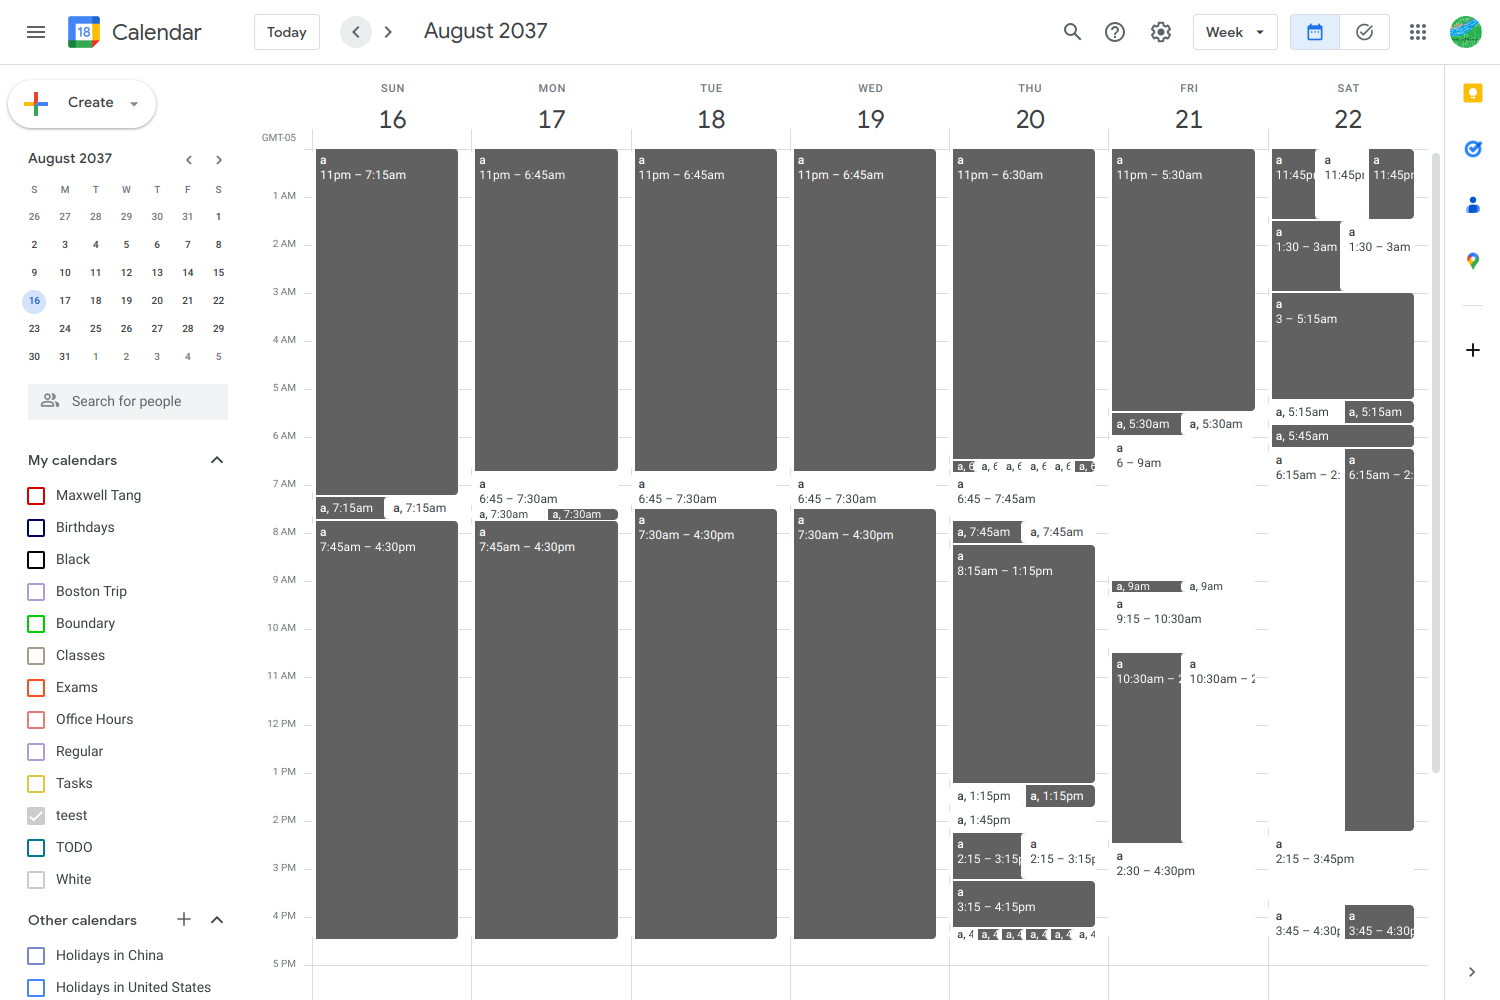 18 Calendar Today August 2037 Week
Create
August 2037
S M T W T F S
26 27 28 29 30 31 1
2 3 4 5 6 7 8
9 10 11 12 13 14 15
16 17 18 19 20 21 22
23 24 25 26 27 28 29
30 31 1 2 3 4 5
Search for people
My calendars
Maxwell Tang
Birthdays
Black
Boston Trip
Boundary
Classes
Exams
Office Hours
Regular
Tasks
teest
TODO
White
Other calendars
Holidays in China
Holidays in United States
SUN MON TUE WED THU FRI SAT
16 17 18 19 20 21 22
GMT-05
1 AM
2 AM
3 AM
4 AM
5 AM
6 AM
7 AM
8 AM
9 AM
10 AM
11 AM
12 PM
1 PM
2 PM
3 PM
4 PM
5 PM
a
11pm – 7:15am
a, 7:15am a, 7:15am
a
7:45am – 4:30pm
a
11pm – 6:45am
a
6:45 – 7:30am
a, 7:30am a, 7:30am
a
7:45am – 4:30pm
a
11pm – 6:45am
a
6:45 – 7:30am
a
7:30am – 4:30pm
a
11pm – 6:45am
a
6:45 – 7:30am
a
7:30am – 4:30pm
a
11pm – 6:30am
a, 6 a, 6 a, 6 a, 6 a, 6 a, 6
a
6:45 – 7:45am
a, 7:45am a, 7:45am
a
8:15am – 1:15pm
a, 1:15pm a, 1:15pm
a, 1:45pm
a a
2:15 – 3:15p 2:15 – 3:15p
a
3:15 – 4:15pm
a, 4 a, 4 a, 4 a, 4 a, 4 a, 4
a
11pm – 5:30am
a, 5:30am a, 5:30am
a
6 – 9am
a, 9am a, 9am
a
9:15 – 10:30am
a a
10:30am – 2 10:30am – 2
a
2:30 – 4:30pm
a a a
11:45p 11:45p 11:45p
a a
1:30 – 3am 1:30 – 3am
a
3 – 5:15am
a, 5:15am a, 5:15am
a, 5:45am
a a
6:15am – 2: 6:15am – 2:
a
2:15 – 3:45pm
a a
3:45 – 4:30p 3:45 – 4:30p